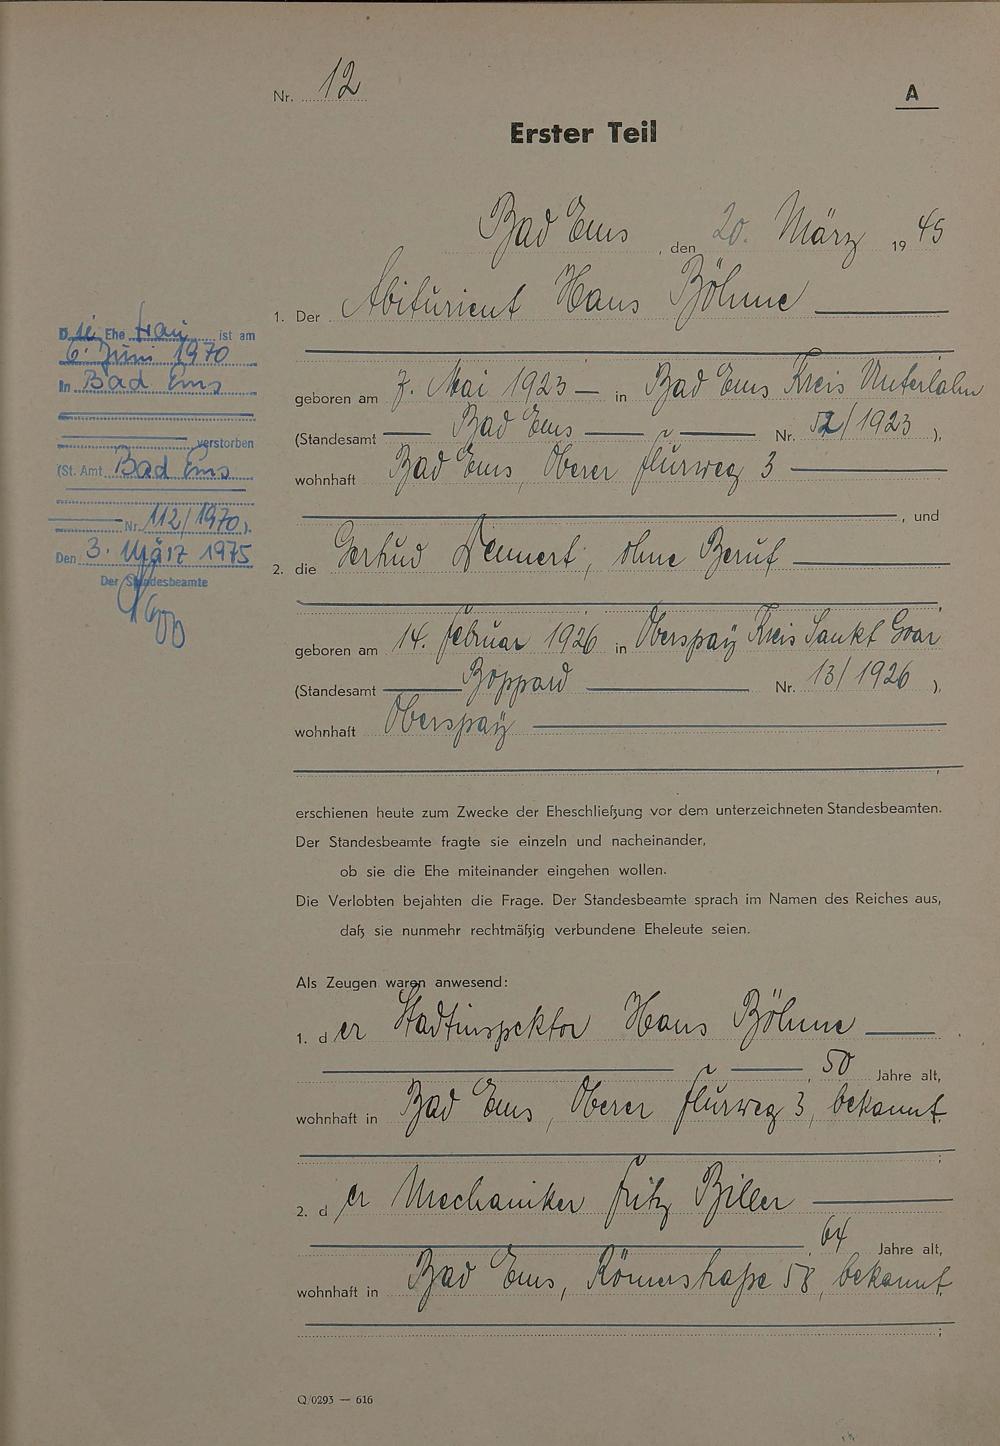 Nr. 12
A
Erster Teil
Bad Ems, den 20. März 1945
1. Der Abiturient Hans Böhme
geboren am 7. Mai 1923 in Bad Ems Kreis Unterlahn
(Standesamt Bad Ems Nr. 52/1923),
wohnhaft Bad Ems, Oberer Flurweg 3
, und
2. die Gertrud Dennert, ohne Beruf
geboren am 14. Februar 1926 in Oberspay Kreis Sankt Goar
(Standesamt Boppard Nr. 13/1926),
wohnhaft Oberspay
,
erschienen heute zum Zwecke der Eheschließung vor dem unterzeichneten Standesbeamten.
Der Standesbeamte fragte sie einzeln und nacheinander,
ob sie die Ehe miteinander eingehen wollen.
Die Verlobten bejahten die Frage. Der Standesbeamte sprach im Namen des Reiches aus,
daß sie nunmehr rechtmäßig verbundene Eheleute seien.
Als Zeugen waren anwesend:
1. der Stadtinspektor Hans Böhme
, 50 Jahre alt,
wohnhaft in Bad Ems, Oberer Flurweg 3, bekannt
;
2. der Mechaniker Fritz Biller
, 64 Jahre alt,
wohnhaft in Bad Ems, Römerstraße 58, bekannt
;
Q/0293 — 616
Die Ehefrau ist am
6. Juni 1970
in Bad Ems
verstorben
(St. Amt Bad Ems
Nr. 112/1970).
Den 3. März 1975
Der Standesbeamte